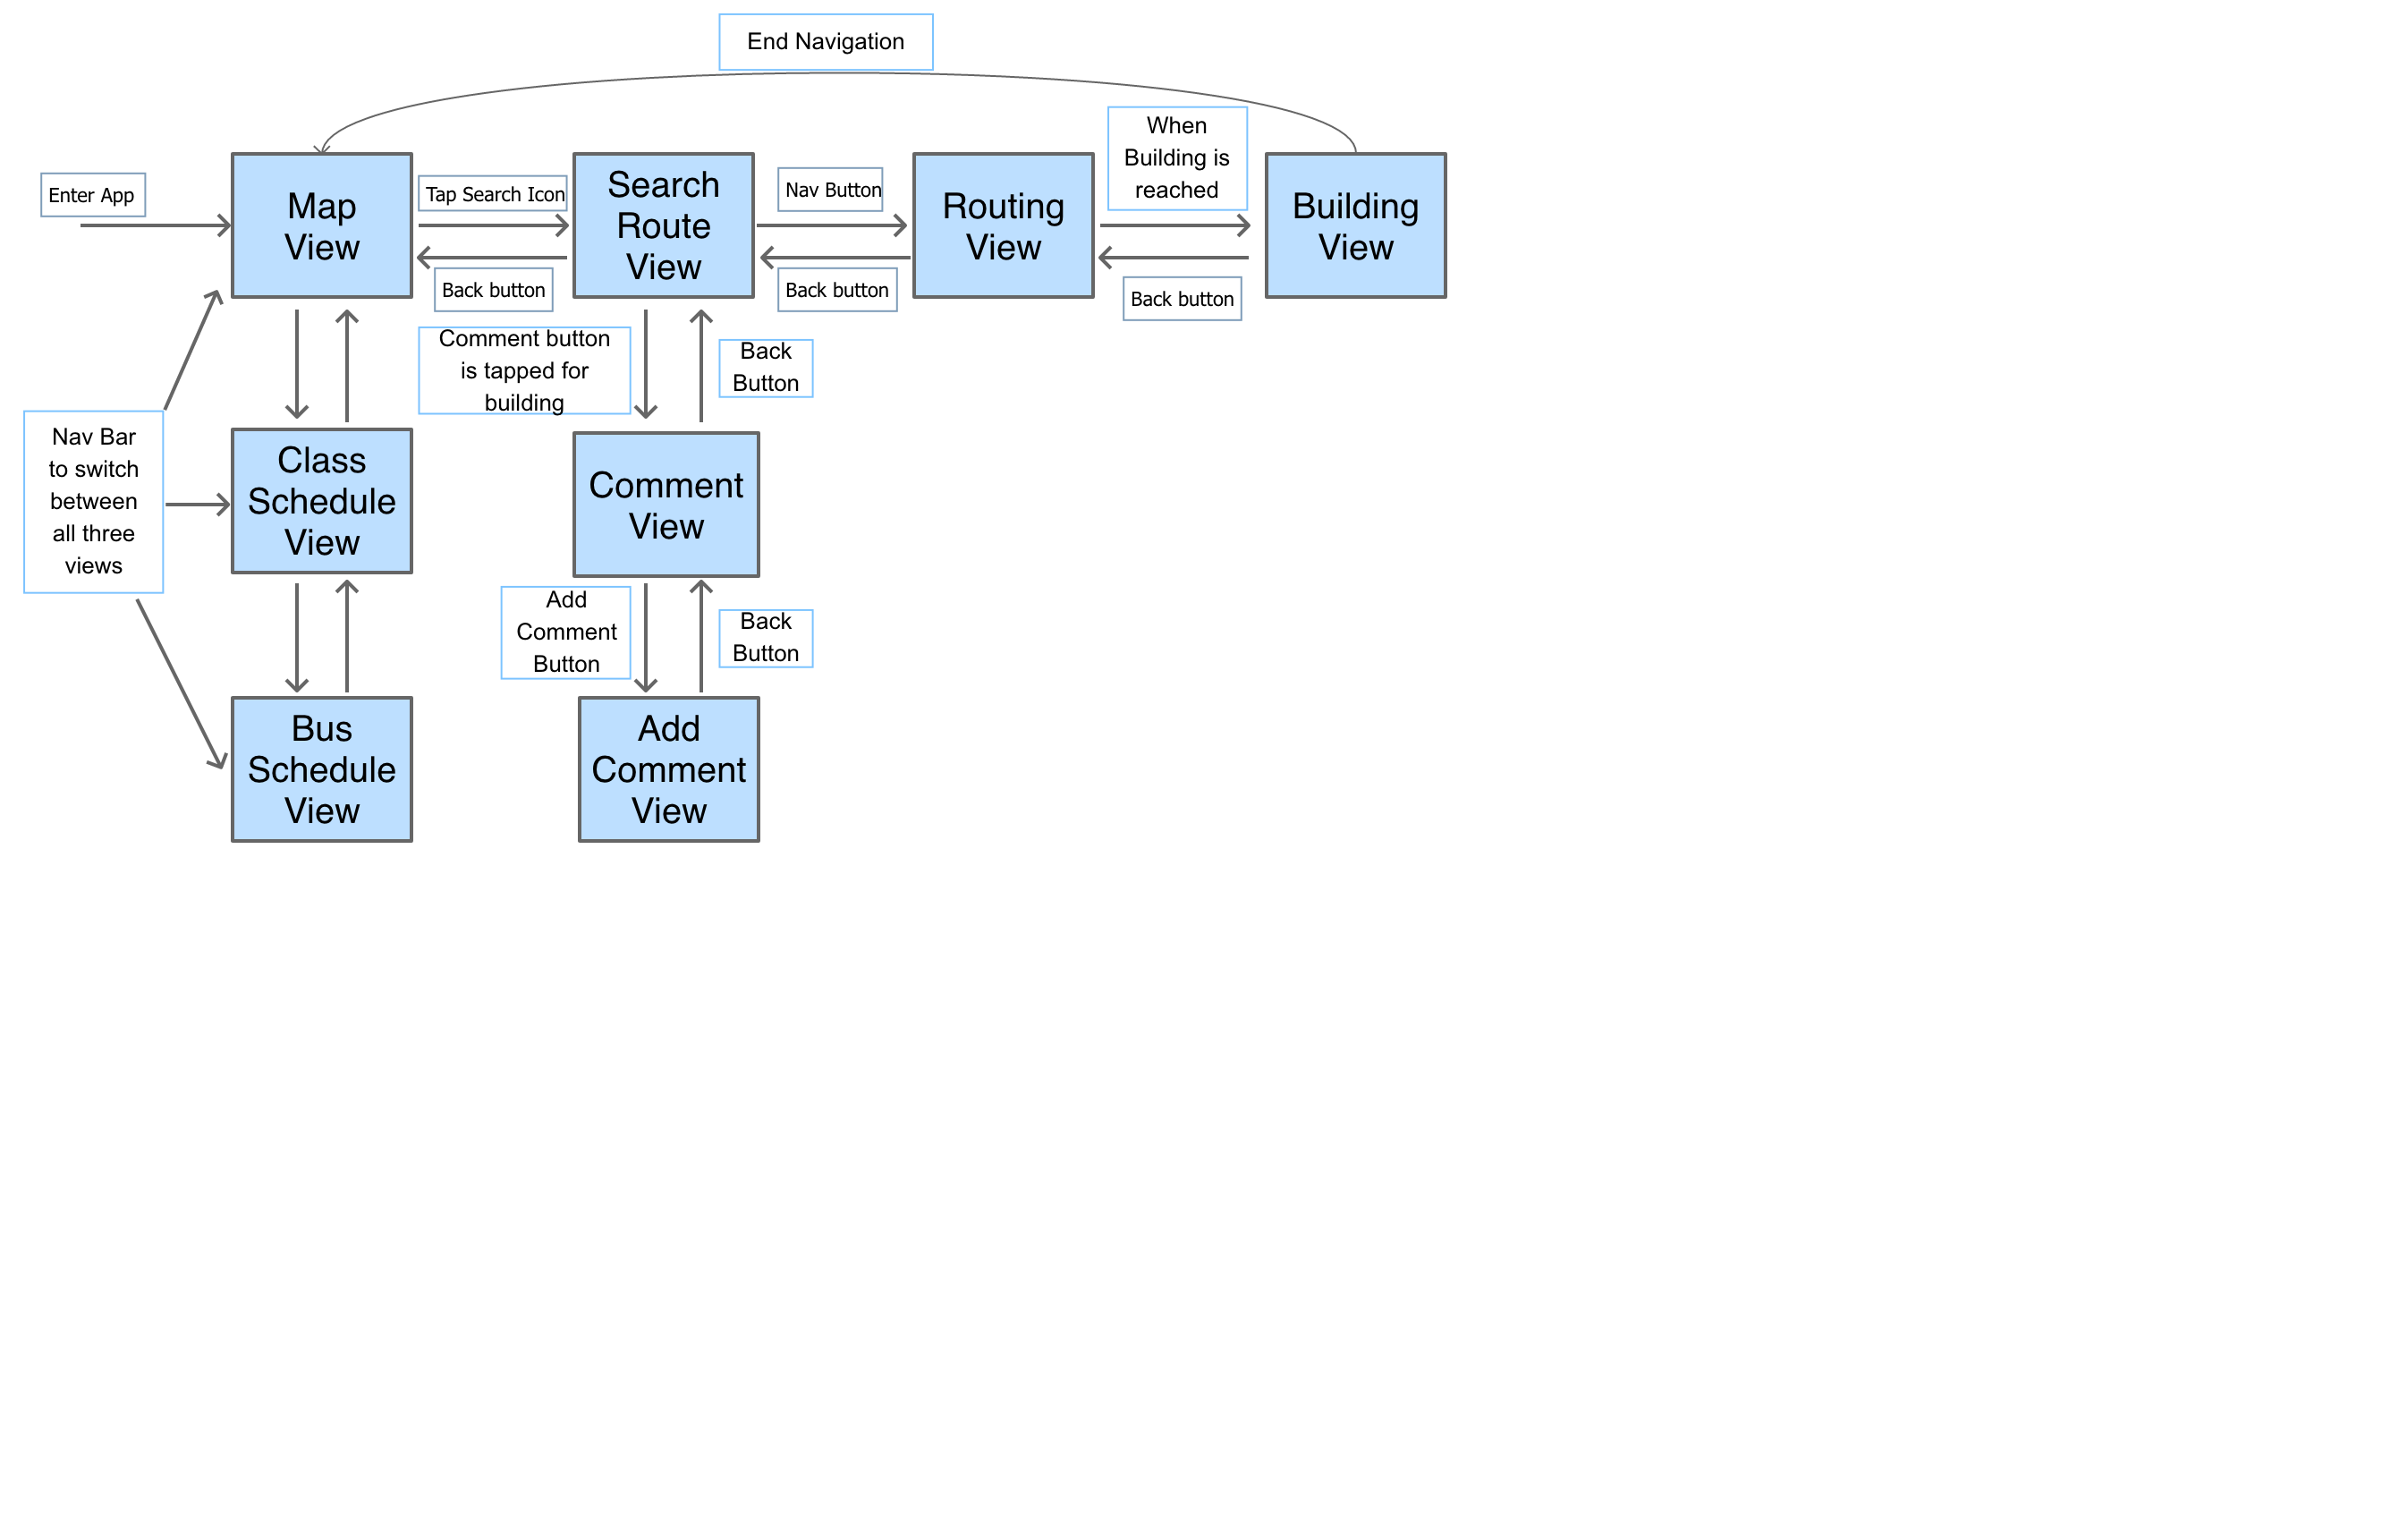 End Navigation
When
Building is
reached
Enter App
Map
View
Tap Search Icon
Back button
Search
Route
View
Nav Button
Back button
Routing
View
Back button
Building
View
Comment button
is tapped for
building
Back
Button
Nav Bar
to switch
between
all three
views
Class
Schedule
View
Comment
View
Add
Comment
Button
Back
Button
Bus
Schedule
View
Add
Comment
View